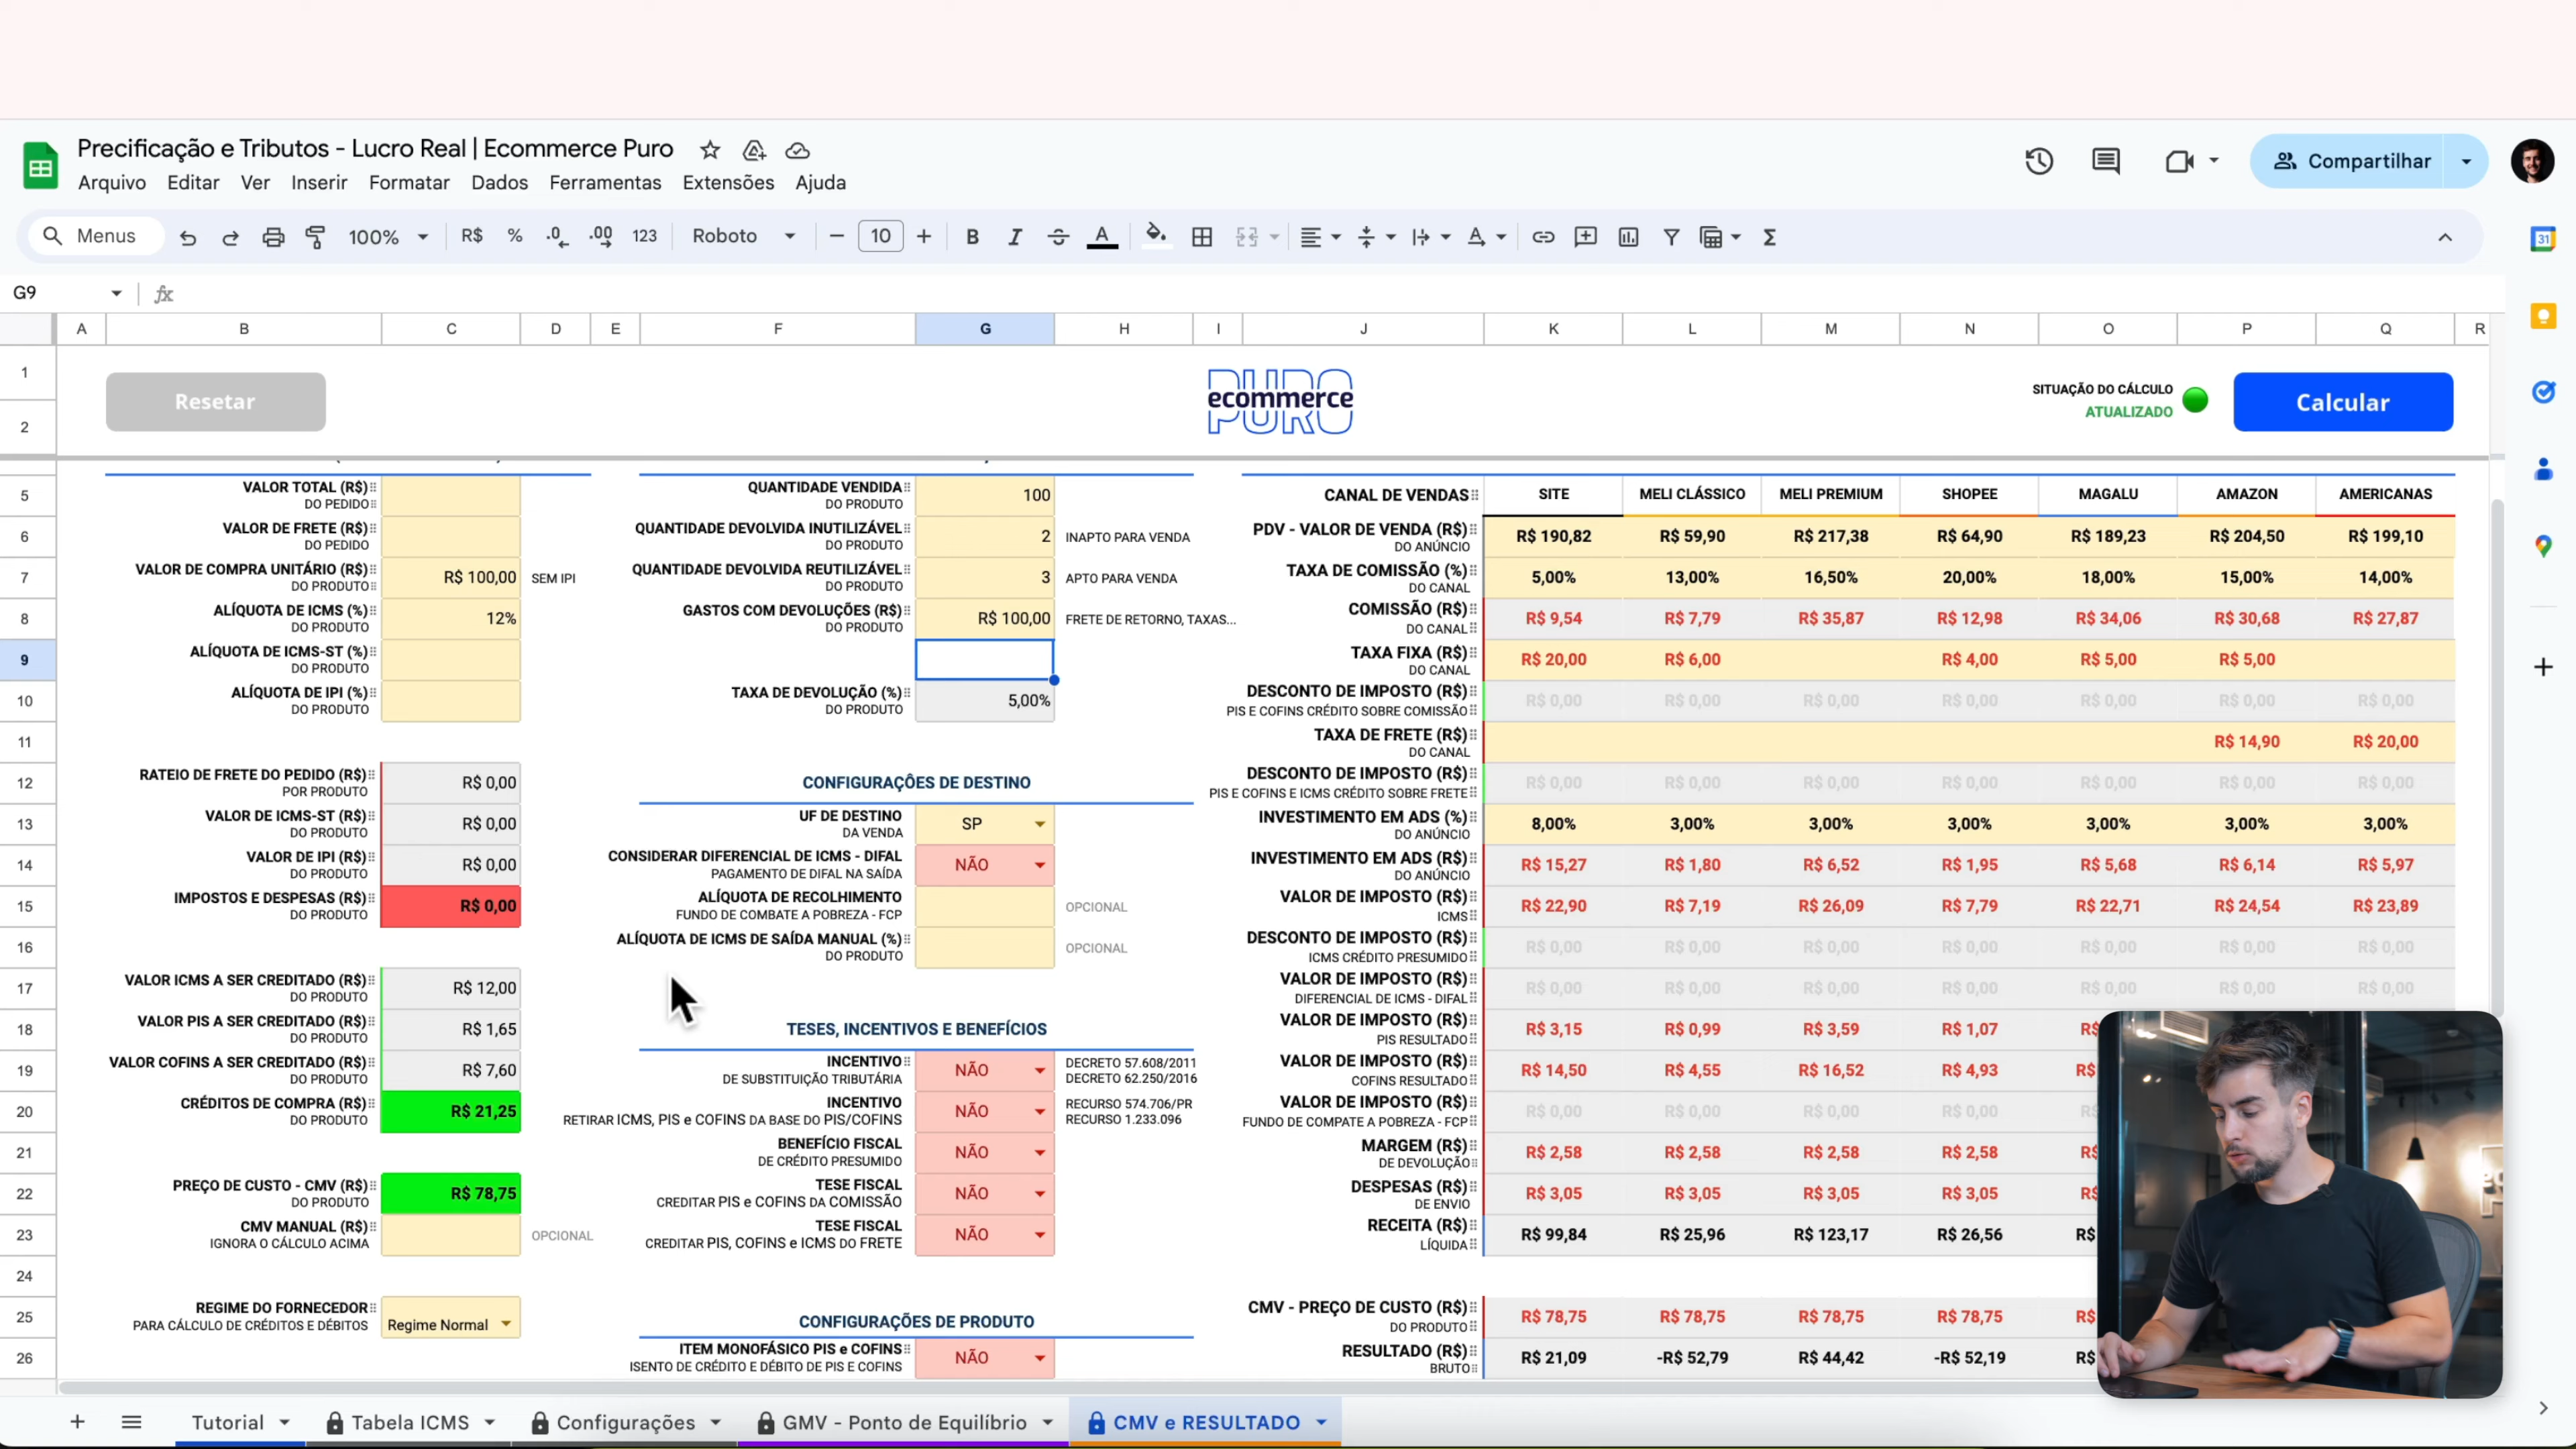 Precificação e Tributos - Lucro Real | Ecommerce Puro
Arquivo Editar Ver Inserir Formatar Dados Ferramentas Extensões Ajuda
Compartilhar
Menus 100% R$ % .0 .00 123 Roboto 10 B I A
31
G9 fx
A B C D E F G H I J K L M N O P Q R
1
2
Resetar
PURO
ecommerce
PURO
SITUAÇÃO DO CÁLCULO
ATUALIZADO
Calcular
5 VALOR TOTAL (R$) QUANTIDADE VENDIDA 100 CANAL DE VENDAS SITE MELI CLÁSSICO MELI PREMIUM SHOPEE MAGALU AMAZON AMERICANAS
DO PEDIDO DO PRODUTO
6 VALOR DE FRETE (R$) QUANTIDADE DEVOLVIDA INUTILIZÁVEL 2 INAPTO PARA VENDA PDV - VALOR DE VENDA (R$) R$ 190,82 R$ 59,90 R$ 217,38 R$ 64,90 R$ 189,23 R$ 204,50 R$ 199,10
DO PEDIDO DO PRODUTO DO ANÚNCIO
7 VALOR DE COMPRA UNITÁRIO (R$) R$ 100,00 SEM IPI QUANTIDADE DEVOLVIDA REUTILIZÁVEL 3 APTO PARA VENDA TAXA DE COMISSÃO (%) 5,00% 13,00% 16,50% 20,00% 18,00% 15,00% 14,00%
DO PRODUTO DO PRODUTO DO CANAL
8 ALÍQUOTA DE ICMS (%) 12% GASTOS COM DEVOLUÇÕES (R$) R$ 100,00 FRETE DE RETORNO, TAXAS... COMISSÃO (R$) R$ 9,54 R$ 7,79 R$ 35,87 R$ 12,98 R$ 34,06 R$ 30,68 R$ 27,87
DO PRODUTO DO PRODUTO DO CANAL
9 ALÍQUOTA DE ICMS-ST (%) TAXA FIXA (R$) R$ 20,00 R$ 6,00 R$ 4,00 R$ 5,00 R$ 5,00
DO PRODUTO DO CANAL
10 ALÍQUOTA DE IPI (%) TAXA DE DEVOLUÇÃO (%) 5,00% DESCONTO DE IMPOSTO (R$) R$ 0,00 R$ 0,00 R$ 0,00 R$ 0,00 R$ 0,00 R$ 0,00 R$ 0,00
DO PRODUTO DO PRODUTO PIS E COFINS CRÉDITO SOBRE COMISSÃO
11 TAXA DE FRETE (R$) R$ 14,90 R$ 20,00
DO CANAL
12 RATEIO DE FRETE DO PEDIDO (R$) R$ 0,00 CONFIGURAÇÔES DE DESTINO DESCONTO DE IMPOSTO (R$) R$ 0,00 R$ 0,00 R$ 0,00 R$ 0,00 R$ 0,00 R$ 0,00 R$ 0,00
POR PRODUTO PIS E COFINS E ICMS CRÉDITO SOBRE FRETE
13 VALOR DE ICMS-ST (R$) R$ 0,00 UF DE DESTINO SP INVESTIMENTO EM ADS (%) 8,00% 3,00% 3,00% 3,00% 3,00% 3,00% 3,00%
DO PRODUTO DA VENDA DO ANÚNCIO
14 VALOR DE IPI (R$) R$ 0,00 CONSIDERAR DIFERENCIAL DE ICMS - DIFAL NÃO INVESTIMENTO EM ADS (R$) R$ 15,27 R$ 1,80 R$ 6,52 R$ 1,95 R$ 5,68 R$ 6,14 R$ 5,97
DO PRODUTO PAGAMENTO DE DIFAL NA SAÍDA DO ANÚNCIO
15 IMPOSTOS E DESPESAS (R$) R$ 0,00 ALÍQUOTA DE RECOLHIMENTO OPCIONAL VALOR DE IMPOSTO (R$) R$ 22,90 R$ 7,19 R$ 26,09 R$ 7,79 R$ 22,71 R$ 24,54 R$ 23,89
DO PRODUTO FUNDO DE COMBATE A POBREZA - FCP ICMS
16 ALÍQUOTA DE ICMS DE SAÍDA MANUAL (%) OPCIONAL DESCONTO DE IMPOSTO (R$) R$ 0,00 R$ 0,00 R$ 0,00 R$ 0,00 R$ 0,00 R$ 0,00 R$ 0,00
DO PRODUTO ICMS CRÉDITO PRESUMIDO
17 VALOR ICMS A SER CREDITADO (R$) R$ 12,00 VALOR DE IMPOSTO (R$) R$ 0,00 R$ 0,00 R$ 0,00 R$ 0,00 R$ 0,00 R$ 0,00 R$ 0,00
DO PRODUTO DIFERENCIAL DE ICMS - DIFAL
18 VALOR PIS A SER CREDITADO (R$) R$ 1,65 TESES, INCENTIVOS E BENEFÍCIOS VALOR DE IMPOSTO (R$) R$ 3,15 R$ 0,99 R$ 3,59 R$ 1,07 R$
DO PRODUTO PIS RESULTADO
19 VALOR COFINS A SER CREDITADO (R$) R$ 7,60 INCENTIVO NÃO DECRETO 57.608/2011 VALOR DE IMPOSTO (R$) R$ 14,50 R$ 4,55 R$ 16,52 R$ 4,93 R$
DO PRODUTO DE SUBSTITUIÇÃO TRIBUTÁRIA DECRETO 62.250/2016 COFINS RESULTADO
20 CRÉDITOS DE COMPRA (R$) R$ 21,25 INCENTIVO NÃO RECURSO 574.706/PR VALOR DE IMPOSTO (R$) R$ 0,00 R$ 0,00 R$ 0,00 R$ 0,00 R$
DO PRODUTO RETIRAR ICMS, PIS e COFINS DA BASE DO PIS/COFINS RECURSO 1.233.096 FUNDO DE COMPATE A POBREZA - FCP
21 BENEFÍCIO FISCAL NÃO MARGEM (R$) R$ 2,58 R$ 2,58 R$ 2,58 R$ 2,58 R$
DE CRÉDITO PRESUMIDO DE DEVOLUÇÃO
22 PREÇO DE CUSTO - CMV (R$) R$ 78,75 TESE FISCAL NÃO DESPESAS (R$) R$ 3,05 R$ 3,05 R$ 3,05 R$ 3,05 R$
DO PRODUTO CREDITAR PIS e COFINS DA COMISSÃO DE ENVIO
23 CMV MANUAL (R$) OPCIONAL TESE FISCAL NÃO RECEITA (R$) R$ 99,84 R$ 25,96 R$ 123,17 R$ 26,56 R$
IGNORA O CÁLCULO ACIMA CREDITAR PIS, COFINS e ICMS DO FRETE LÍQUIDA
24
25 REGIME DO FORNECEDOR Regime Normal CONFIGURAÇÕES DE PRODUTO CMV - PREÇO DE CUSTO (R$) R$ 78,75 R$ 78,75 R$ 78,75 R$ 78,75 R$
PARA CÁLCULO DE CRÉDITOS E DÉBITOS DO PRODUTO
26 ITEM MONOFÁSICO PIS e COFINS NÃO RESULTADO (R$) R$ 21,09 -R$ 52,79 R$ 44,42 -R$ 52,19 R$
ISENTO DE CRÉDITO E DÉBITO DE PIS E COFINS BRUTO
Tutorial Tabela ICMS Configurações GMV - Ponto de Equilíbrio CMV e RESULTADO